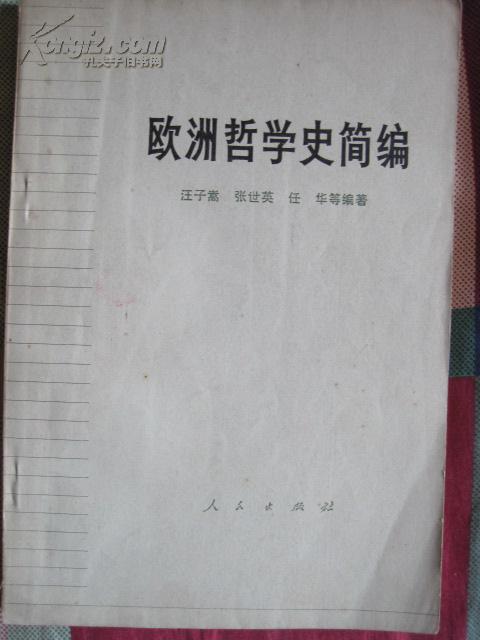 Kongfz.com
孔夫子旧书网
欧洲哲学史简编
汪子嵩 张世英 任 华等编著
人民出版社